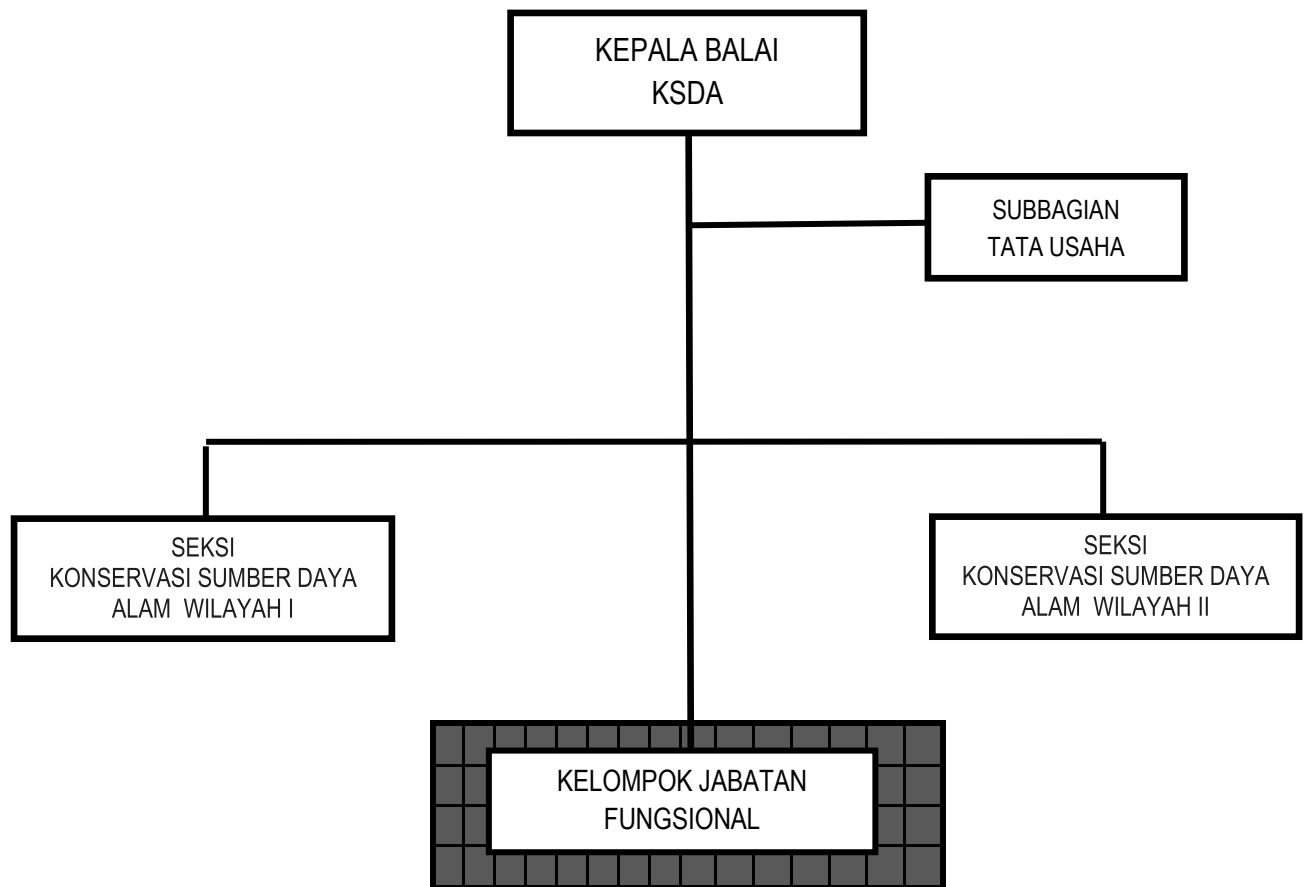 KEPALA BALAI
KSDA
SUBBAGIAN
TATA USAHA
SEKSI
KONSERVASI SUMBER DAYA
ALAM WILAYAH I
SEKSI
KONSERVASI SUMBER DAYA
ALAM WILAYAH II
KELOMPOK JABATAN
FUNGSIONAL